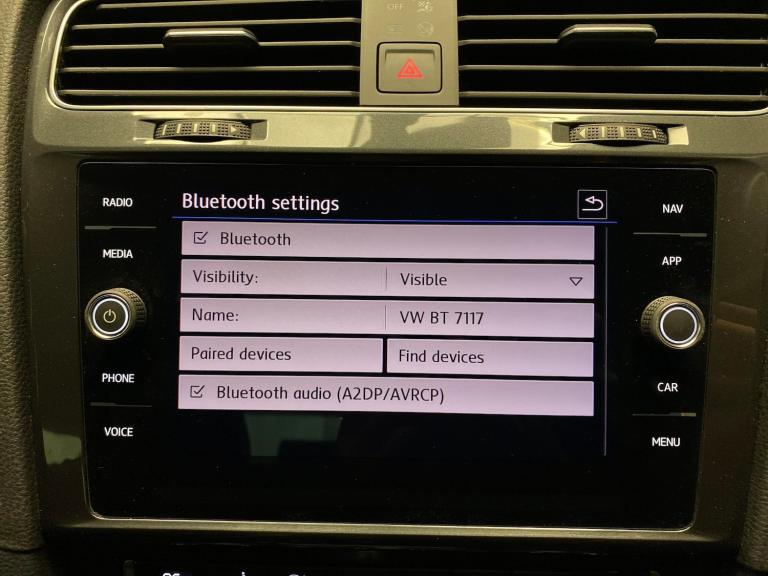 OFF
RADIO
Bluetooth settings
NAV
Bluetooth
MEDIA
APP
Visibility: Visible
Name: VW BT 7117
Paired devices Find devices
PHONE
CAR
Bluetooth audio (A2DP/AVRCP)
VOICE
MENU